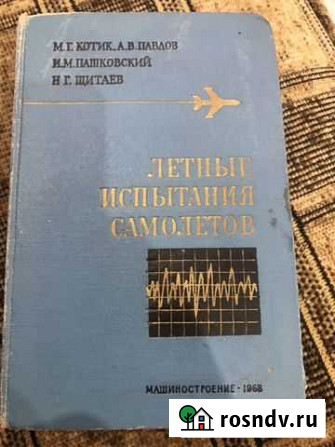 М.Г. КОТИК, А.В. ПАВЛОВ
И.М. ПАШКОВСКИЙ
Н.Г. ЩИТАЕВ
ЛЕТНЫЕ
ИСПЫТАНИЯ
САМОЛЕТОВ
МАШИНОСТРОЕНИЕ · 1968
rosndv.ru